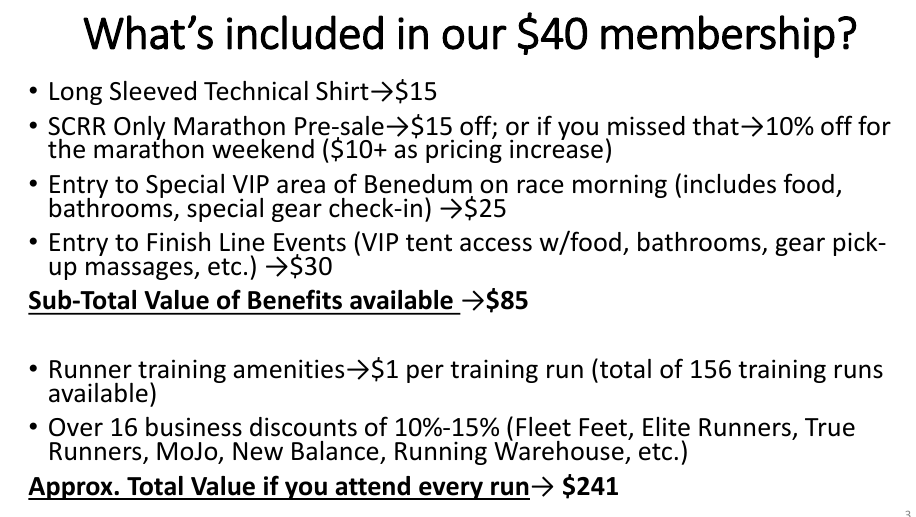 What's included in our $40 membership?
• Long Sleeved Technical Shirt→$15
• SCRR Only Marathon Pre-sale→$15 off; or if you missed that→10% off for
the marathon weekend ($10+ as pricing increase)
• Entry to Special VIP area of Benedum on race morning (includes food,
bathrooms, special gear check-in) →$25
• Entry to Finish Line Events (VIP tent access w/food, bathrooms, gear pick-
up massages, etc.) →$30
Sub-Total Value of Benefits available →$85
• Runner training amenities→$1 per training run (total of 156 training runs
available)
• Over 16 business discounts of 10%-15% (Fleet Feet, Elite Runners, True
Runners, MoJo, New Balance, Running Warehouse, etc.)
Approx. Total Value if you attend every run→ $241
3